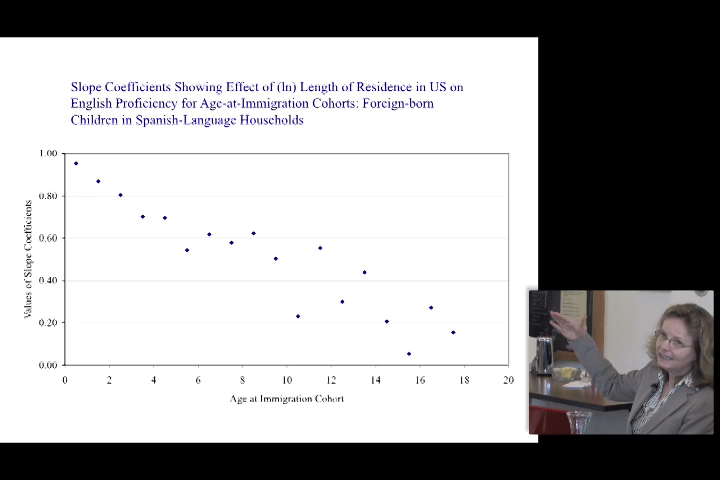 Slope Coefficients Showing Effect of (ln) Length of Residence in US on
English Proficiency for Age-at-Immigration Cohorts: Foreign-born
Children in Spanish-Language Households
1.00
0.80
0.60
0.40
0.20
0.00
Values of Slope Coefficients
0 2 4 6 8 10 12 14 16 18 20
Age at Immigration Cohort